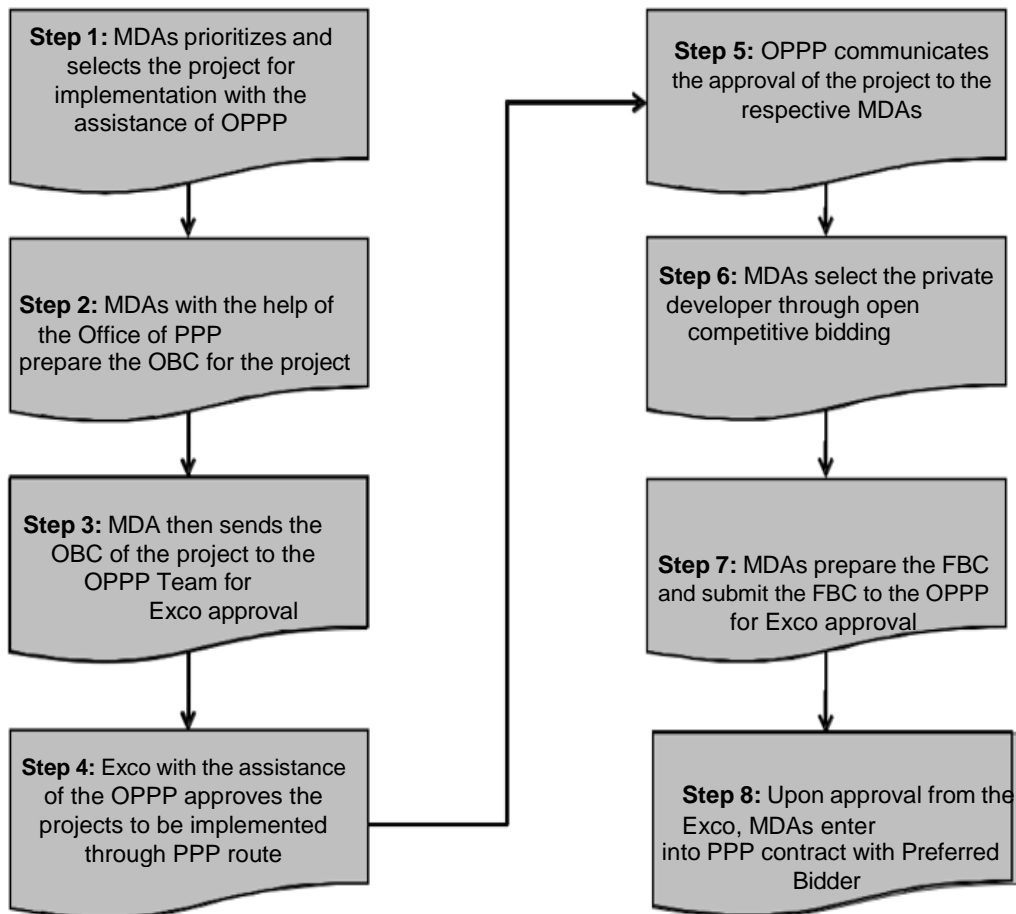 Step 1: MDAs prioritizes and
selects the project for
implementation with the
assistance of OPPP
Step 2: MDAs with the help of
the Office of PPP
prepare the OBC for the project
Step 3: MDA then sends the
OBC of the project to the
OPPP Team for
Exco approval
Step 4: Exco with the assistance
of the OPPP approves the
projects to be implemented
through PPP route
Step 5: OPPP communicates
the approval of the project to the
respective MDAs
Step 6: MDAs select the private
developer through open
competitive bidding
Step 7: MDAs prepare the FBC
and submit the FBC to the OPPP
for Exco approval
Step 8: Upon approval from the
Exco, MDAs enter
into PPP contract with Preferred
Bidder